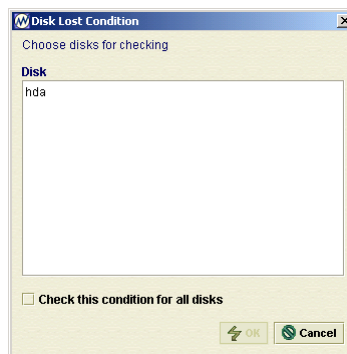 Disk Lost Condition
Choose disks for checking
Disk
hda
Check this condition for all disks
OK
Cancel